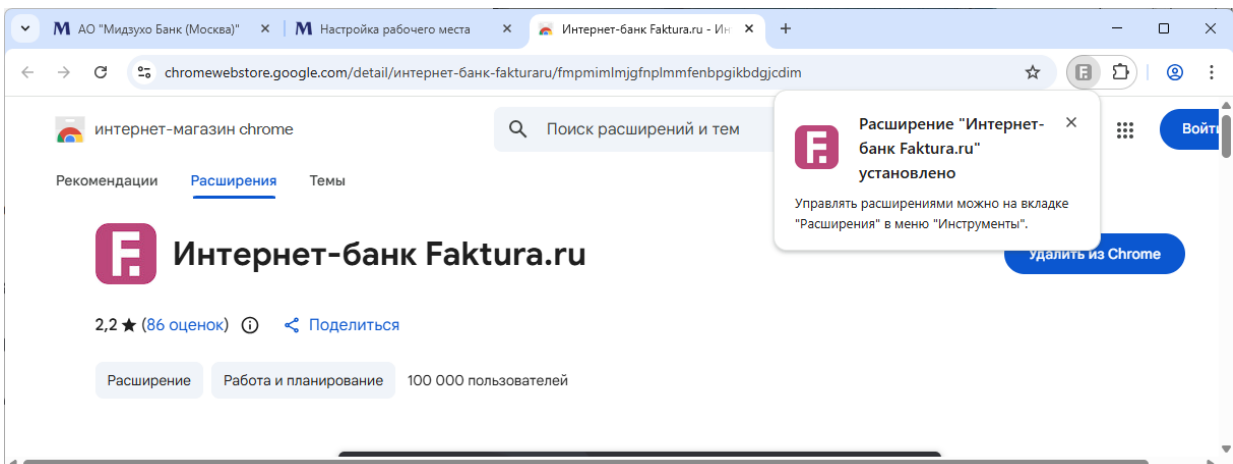 М АО "Мидзухо Банк (Москва)"
М Настройка рабочего места
Интернет-банк Faktura.ru - Ин
chromewebstore.google.com/detail/интернет-банк-fakturaru/fmpmimlmjgfnplmmfenbpgikbdgjcdim
интернет-магазин chrome
Поиск расширений и тем
Войти
Расширение "Интернет-
банк Faktura.ru"
установлено
Управлять расширениями можно на вкладке
"Расширения" в меню "Инструменты".
Рекомендации
Расширения
Темы
Интернет-банк Faktura.ru
Удалить из Chrome
2,2 ★ (86 оценок)
Поделиться
Расширение
Работа и планирование
100 000 пользователей